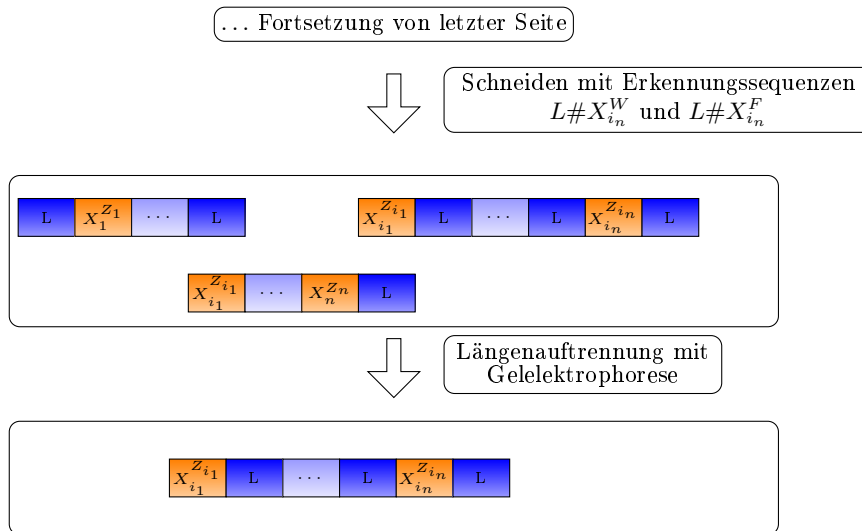 ... Fortsetzung von letzter Seite
Schneiden mit Erkennungssequenzen
$L\#X_{i_n}^W$ und $L\#X_{i_n}^F$
L $X_1^{Z_1}$ ... L $X_{i_1}^{Z_{i_1}}$ L ... L $X_{i_n}^{Z_{i_n}}$ L
$X_{i_1}^{Z_{i_1}}$ ... $X_n^{Z_n}$ L
Längenauftrennung mit
Gelelektrophorese
$X_{i_1}^{Z_{i_1}}$ L ... L $X_{i_n}^{Z_{i_n}}$ L